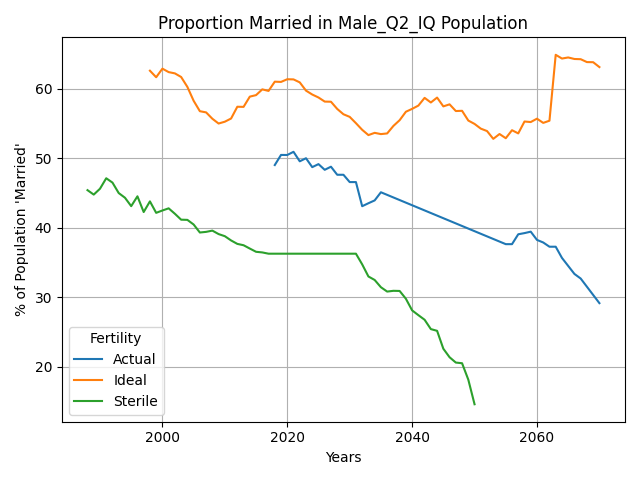 Proportion Married in Male_Q2_IQ Population
% of Population 'Married'
60
50
40
30
20
Fertility
Actual
Ideal
Sterile
2000
2020
2040
2060
Years